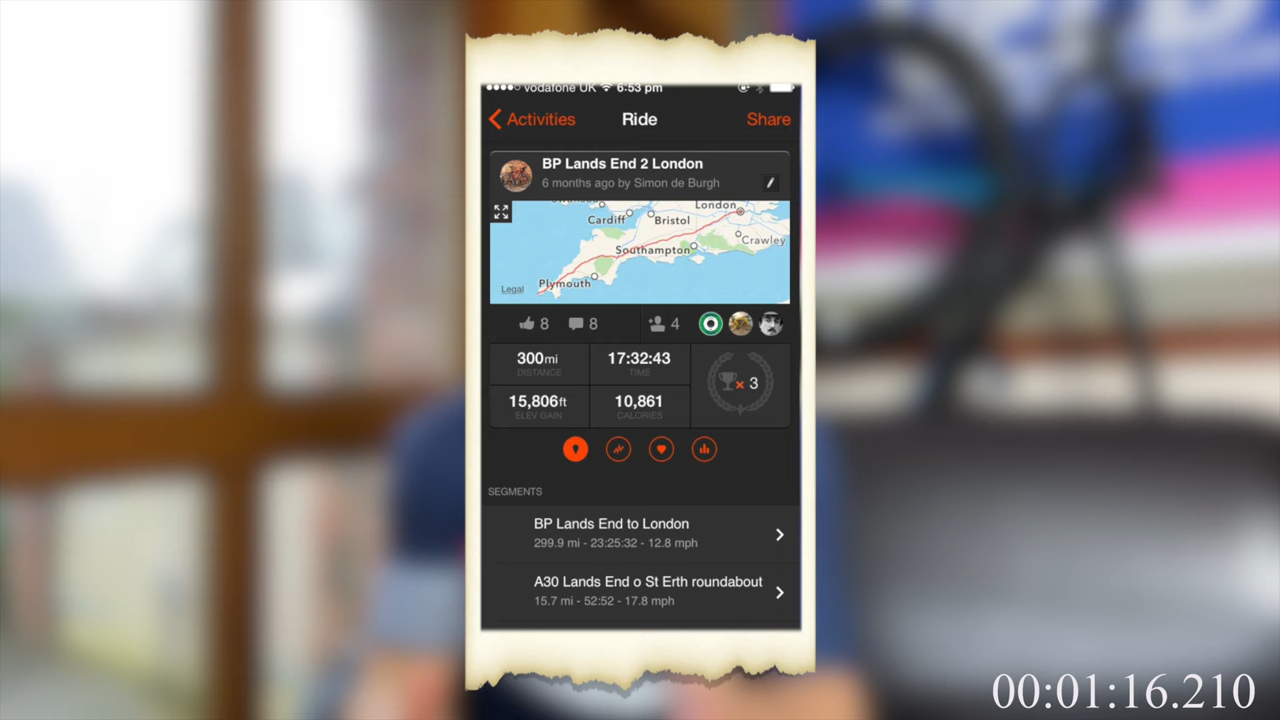 vodafone UK 6:53 pm
Activities Ride Share
BP Lands End 2 London
6 months ago by Simon de Burgh
London
Cardiff Bristol
Crawley
Southampton
Plymouth
Legal
8 8 4
300mi 17:32:43
DISTANCE TIME
x 3
15,806ft 10,861
ELEV GAIN CALORIES
SEGMENTS
BP Lands End to London
299.9 mi - 23:25:32 - 12.8 mph
A30 Lands End o St Erth roundabout
15.7 mi - 52:52 - 17.8 mph
00:01:16.210